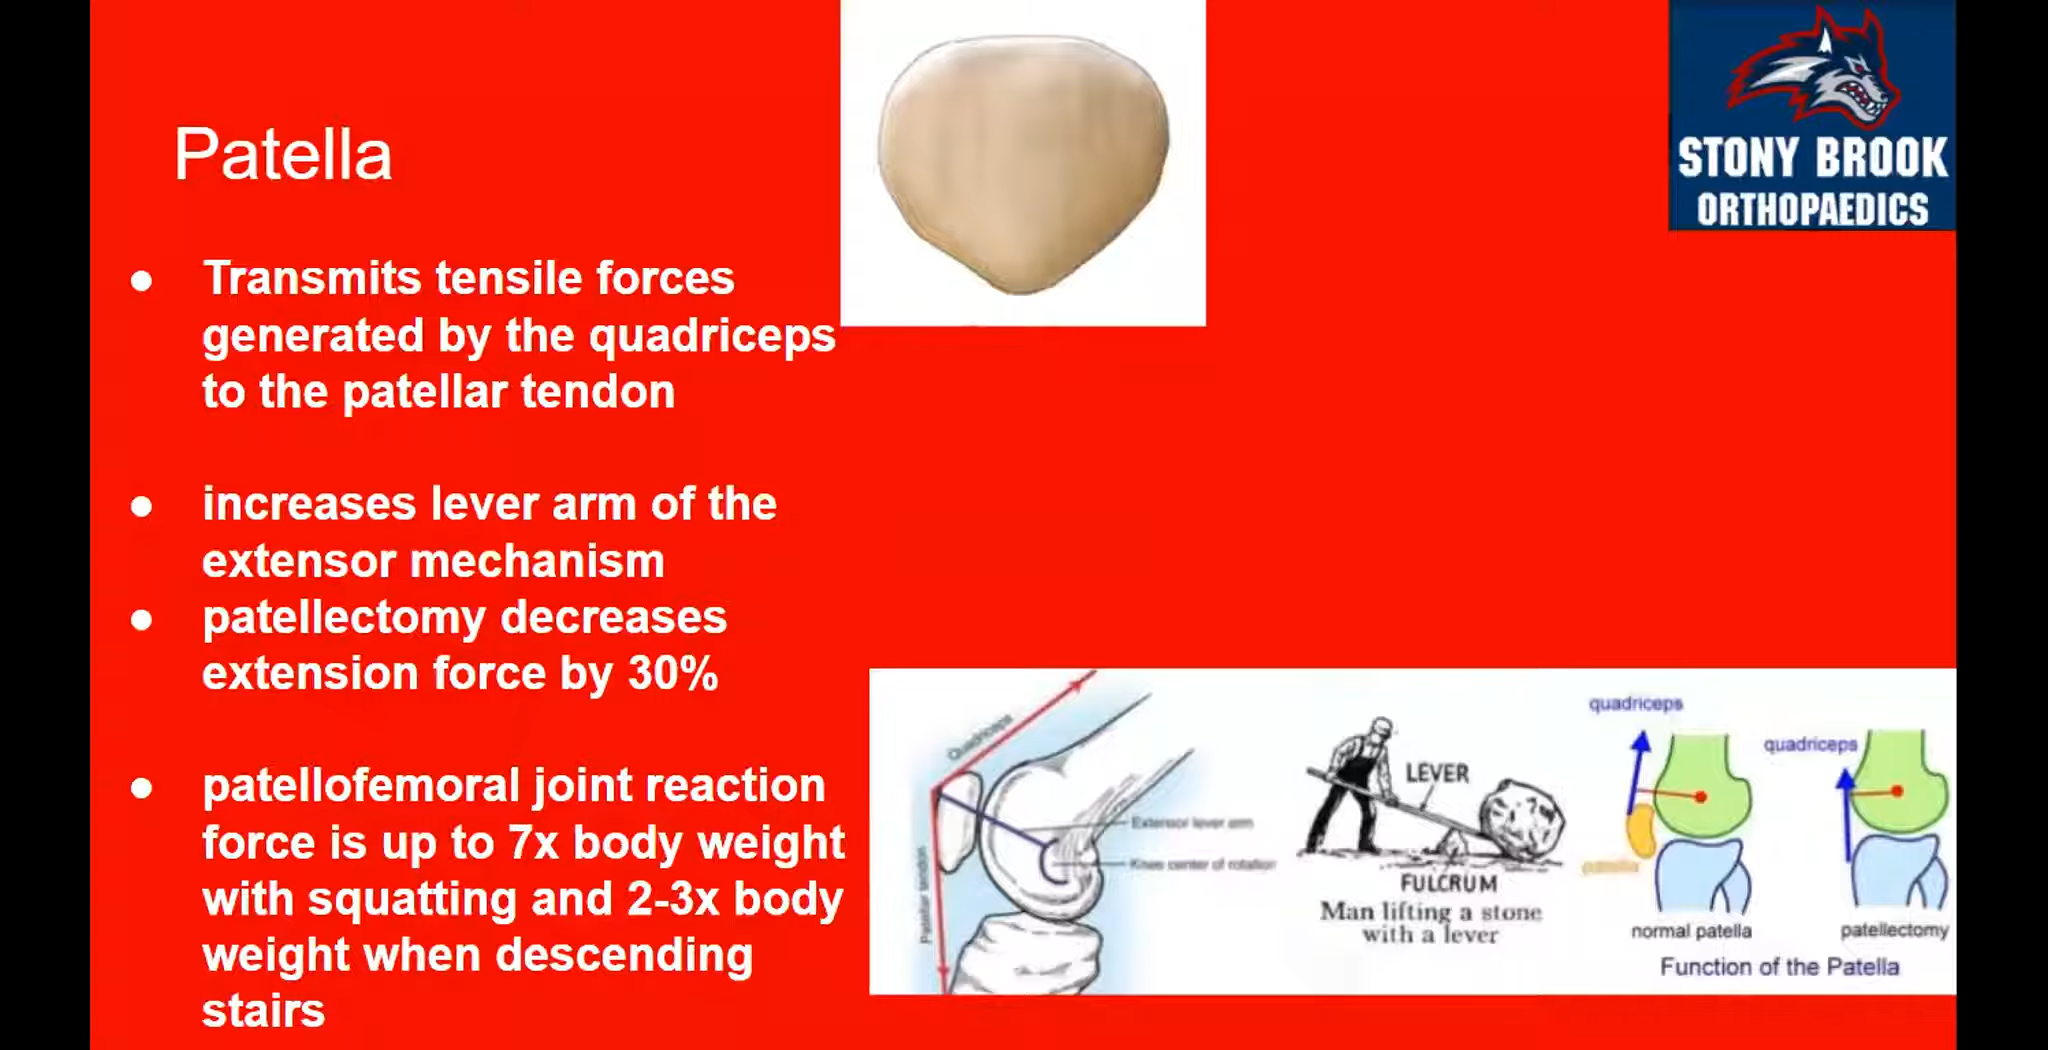 Patella
STONY BROOK
ORTHOPAEDICS
● Transmits tensile forces
generated by the quadriceps
to the patellar tendon
● increases lever arm of the
extensor mechanism
● patellectomy decreases
extension force by 30%
● patellofemoral joint reaction
force is up to 7x body weight
with squatting and 2-3x body
weight when descending
stairs
Quadriceps
Patellar tendon
Extensor lever arm
Knee center of rotation
LEVER
FULCRUM
Man lifting a stone
with a lever
quadriceps
patella
normal patella
quadriceps
patellectomy
Function of the Patella